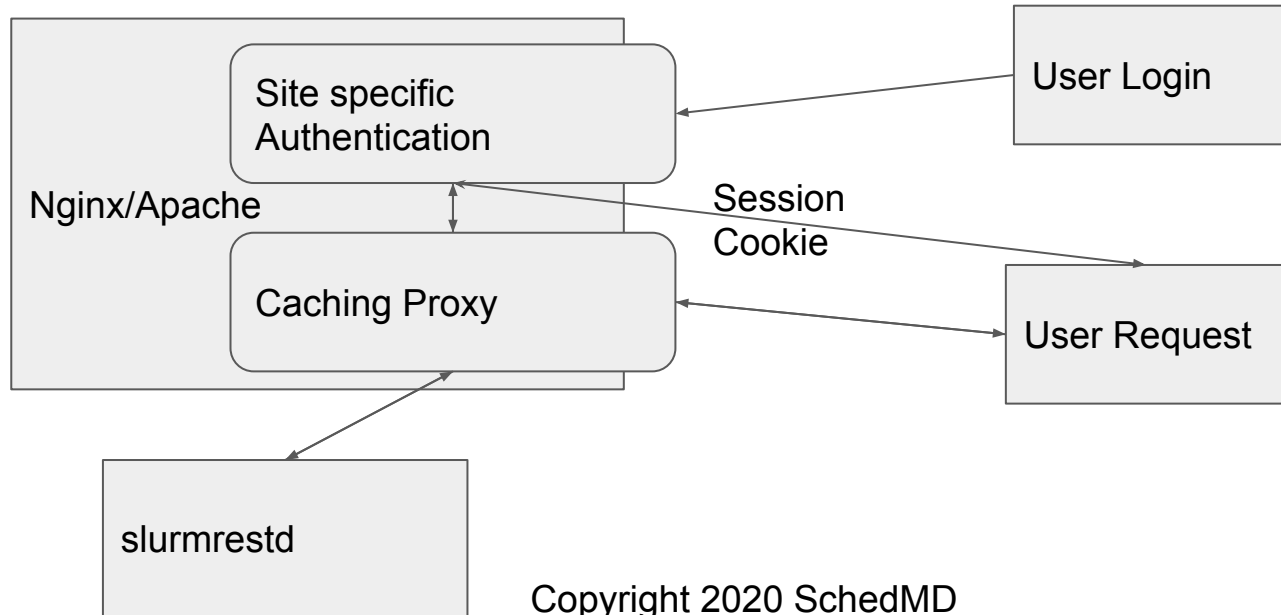 Site specific
Authentication
User Login
Nginx/Apache
Session
Cookie
Caching Proxy
User Request
slurmrestd
Copyright 2020 SchedMD